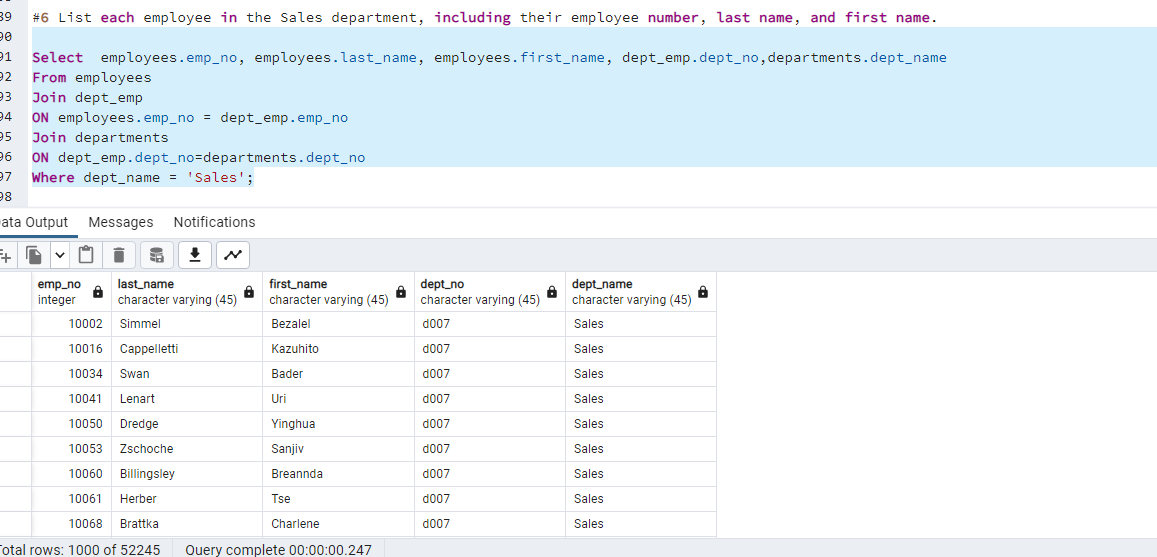 89 #6 List each employee in the Sales department, including their employee number, last name, and first name.
90
91 Select  employees.emp_no, employees.last_name, employees.first_name, dept_emp.dept_no,departments.dept_name
92 From employees
93 Join dept_emp
94 ON employees.emp_no = dept_emp.emp_no
95 Join departments
96 ON dept_emp.dept_no=departments.dept_no
97 Where dept_name = 'Sales';
98
ata Output Messages Notifications
emp_no last_name first_name dept_no dept_name
integer character varying (45) character varying (45) character varying (45) character varying (45)
10002 Simmel Bezalel d007 Sales
10016 Cappelletti Kazuhito d007 Sales
10034 Swan Bader d007 Sales
10041 Lenart Uri d007 Sales
10050 Dredge Yinghua d007 Sales
10053 Zschoche Sanjiv d007 Sales
10060 Billingsley Breannda d007 Sales
10061 Herber Tse d007 Sales
10068 Brattka Charlene d007 Sales
Total rows: 1000 of 52245 Query complete 00:00:00.247